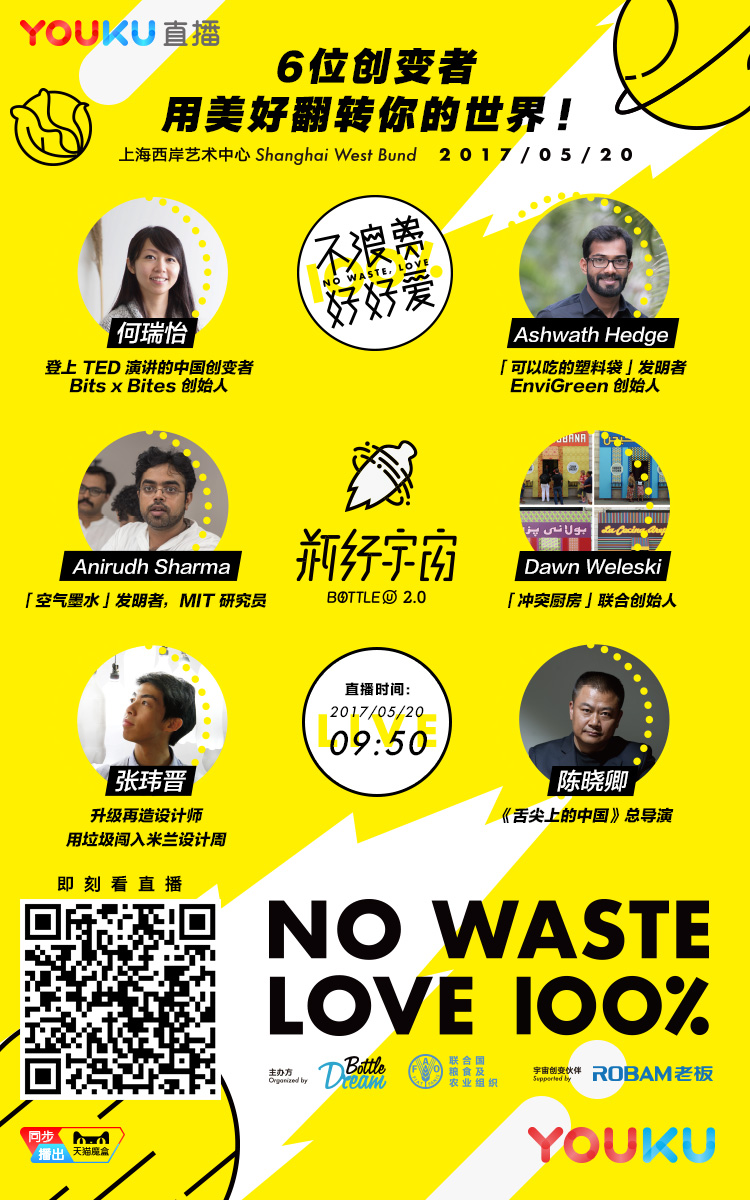 YOUKU 直播
6位创变者
用美好翻转你的世界！
上海西岸艺术中心 Shanghai West Bund 2017/05/20
不浪费
NO WASTE, LOVE
好好爱
何瑞怡
登上 TED 演讲的中国创变者
Bits x Bites 创始人
Ashwath Hedge
「可以吃的塑料袋」发明者
EnviGreen 创始人
Anirudh Sharma
「空气墨水」发明者，MIT 研究员
瓶行宇宙
BOTTLE U 2.0
Dawn Weleski
「冲突厨房」联合创始人
张玮晋
升级再造设计师
用垃圾闯入米兰设计周
LIVE
直播时间：
2017/05/20
09:50
陈晓卿
《舌尖上的中国》总导演
即刻看直播
NO WASTE
LOVE 100%
主办方
Organized by
Bottle
Dream
FAO
联合国
粮食及
农业组织
宇宙创变伙伴
Supported by
ROBAM老板
同步
播出
天猫魔盒
YOUKU